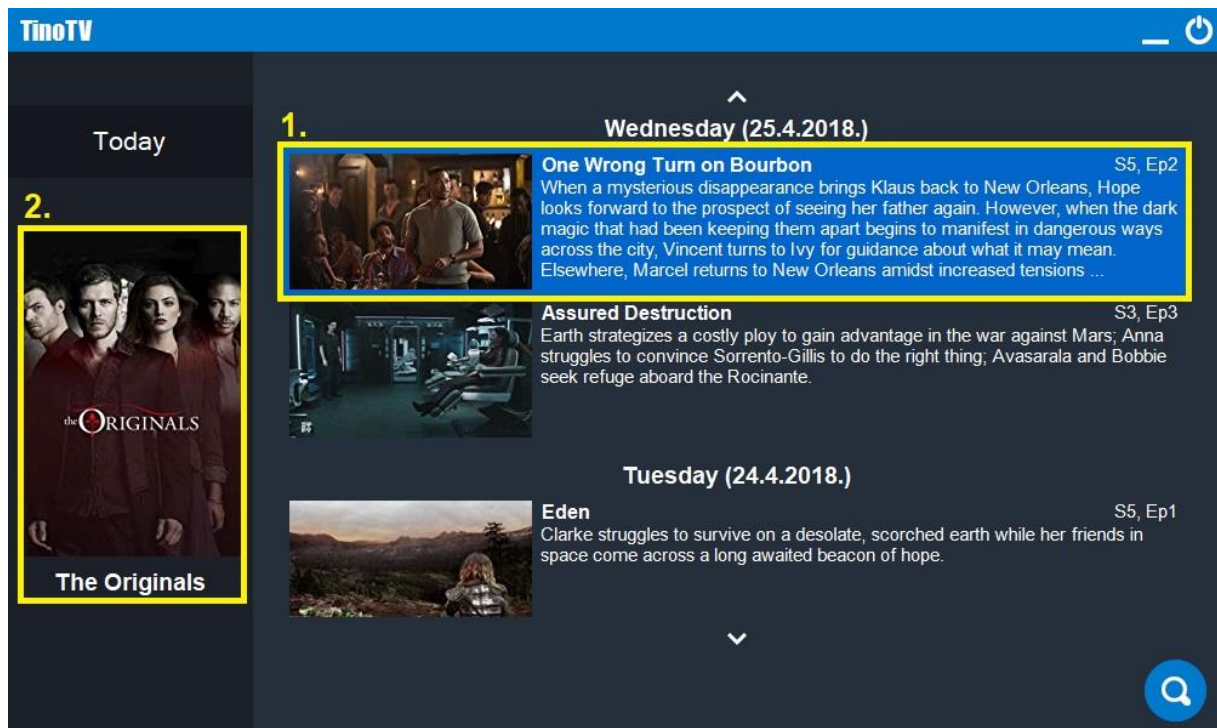 TinoTV
Today
1.
Wednesday (25.4.2018.)
One Wrong Turn on Bourbon S5, Ep2
When a mysterious disappearance brings Klaus back to New Orleans, Hope
looks forward to the prospect of seeing her father again. However, when the dark
magic that had been keeping them apart begins to manifest in dangerous ways
across the city, Vincent turns to Ivy for guidance about what it may mean.
Elsewhere, Marcel returns to New Orleans amidst increased tensions ...
2.
the ORIGINALS
The Originals
Assured Destruction S3, Ep3
Earth strategizes a costly ploy to gain advantage in the war against Mars; Anna
struggles to convince Sorrento-Gillis to do the right thing; Avasarala and Bobbie
seek refuge aboard the Rocinante.
Tuesday (24.4.2018.)
Eden S5, Ep1
Clarke struggles to survive on a desolate, scorched earth while her friends in
space come across a long awaited beacon of hope.